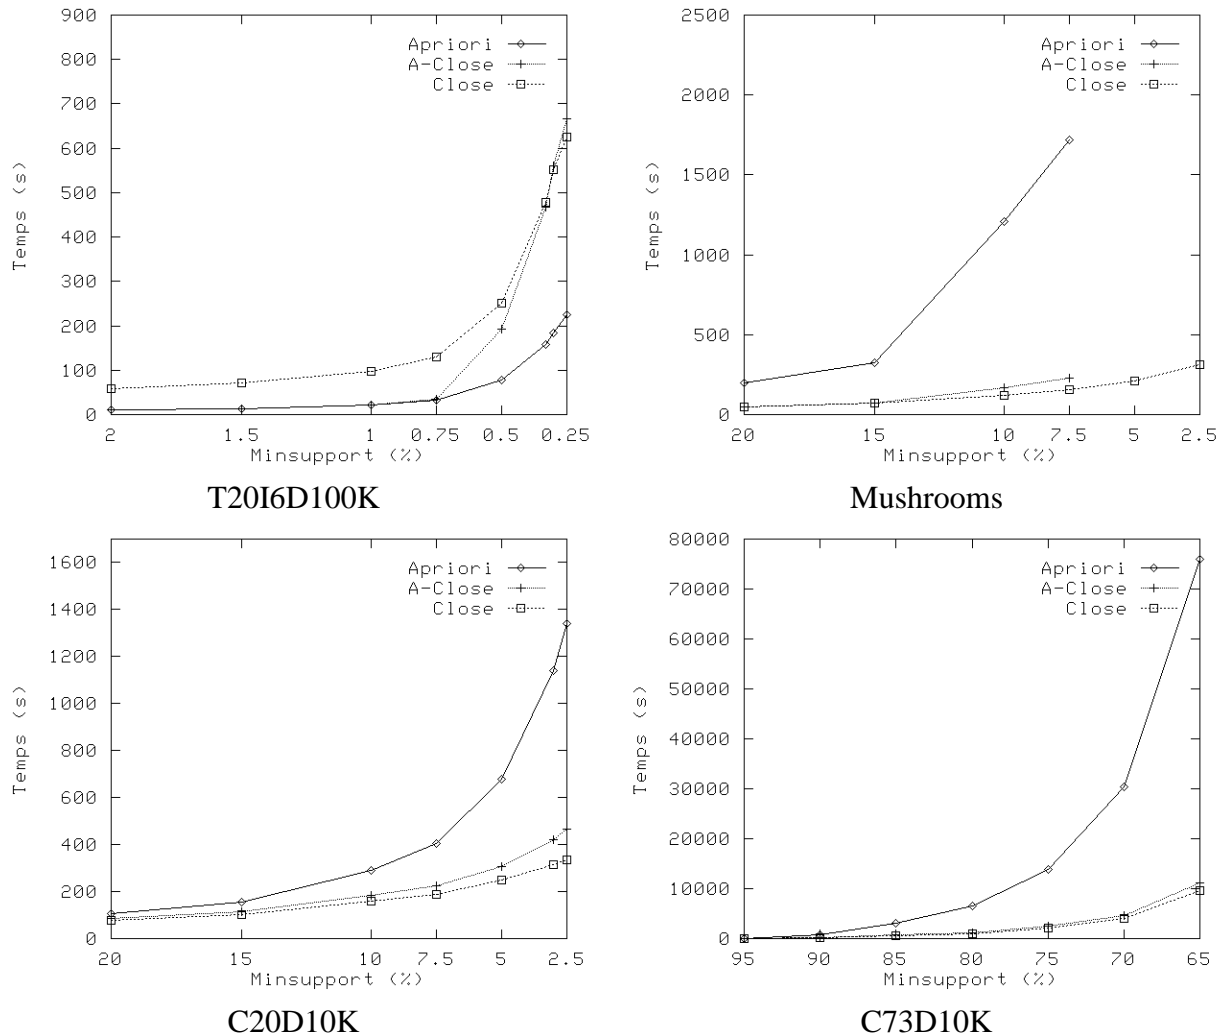 900
800
700
600
500
400
300
200
100
0
Temps (s)
Apriori
A-Close
Close
2 1.5 1 0.75 0.5 0.25
Minsupport (%)
T20I6D100K
2500
2000
1500
1000
500
0
Temps (s)
Apriori
A-Close
Close
20 15 10 7.5 5 2.5
Minsupport (%)
Mushrooms
1600
1400
1200
1000
800
600
400
200
0
Temps (s)
Apriori
A-Close
Close
20 15 10 7.5 5 2.5
Minsupport (%)
C20D10K
80000
70000
60000
50000
40000
30000
20000
10000
0
Temps (s)
Apriori
A-Close
Close
95 90 85 80 75 70 65
Minsupport (%)
C73D10K